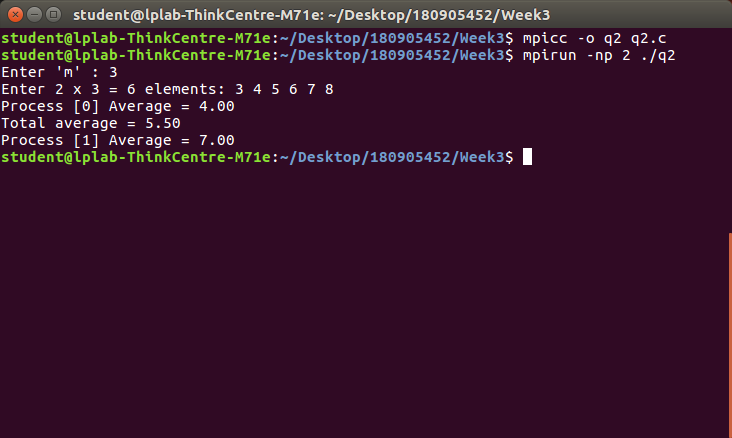 student@lplab-ThinkCentre-M71e: ~/Desktop/180905452/Week3
student@lplab-ThinkCentre-M71e:~/Desktop/180905452/Week3$ mpicc -o q2 q2.c
student@lplab-ThinkCentre-M71e:~/Desktop/180905452/Week3$ mpirun -np 2 ./q2
Enter 'm' : 3
Enter 2 x 3 = 6 elements: 3 4 5 6 7 8
Process [0] Average = 4.00
Total average = 5.50
Process [1] Average = 7.00
student@lplab-ThinkCentre-M71e:~/Desktop/180905452/Week3$